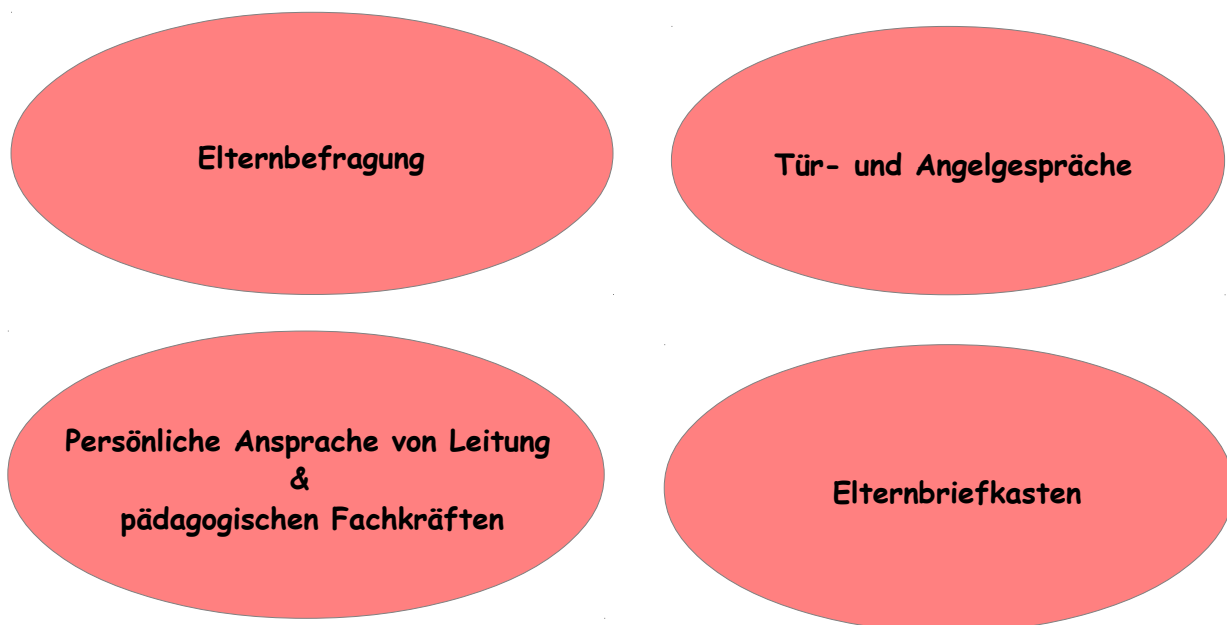 Elternbefragung
Tür- und Angelgespräche
Persönliche Ansprache von Leitung
&
pädagogischen Fachkräften
Elternbriefkasten